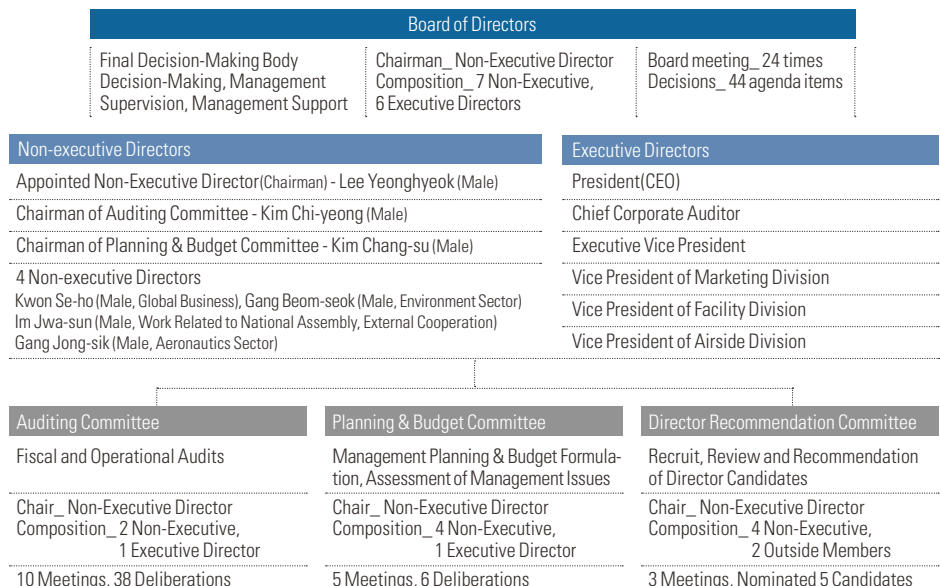 Board of Directors
Final Decision-Making Body
Decision-Making, Management
Supervision, Management Support
Chairman_ Non-Executive Director
Composition_ 7 Non-Executive,
6 Executive Directors
Board meeting_ 24 times
Decisions_ 44 agenda items
Non-executive Directors
Appointed Non-Executive Director(Chairman) - Lee Yeonghyeok (Male)
Chairman of Auditing Committee - Kim Chi-yeong (Male)
Chairman of Planning & Budget Committee - Kim Chang-su (Male)
4 Non-executive Directors
Kwon Se-ho (Male, Global Business), Gang Beom-seok (Male, Environment Sector)
Im Jwa-sun (Male, Work Related to National Assembly, External Cooperation)
Gang Jong-sik (Male, Aeronautics Sector)
Executive Directors
President(CEO)
Chief Corporate Auditor
Executive Vice President
Vice President of Marketing Division
Vice President of Facility Division
Vice President of Airside Division
Auditing Committee
Fiscal and Operational Audits
Chair_ Non-Executive Director
Composition_ 2 Non-Executive,
1 Executive Director
10 Meetings, 38 Deliberations
Planning & Budget Committee
Management Planning & Budget Formula-
tion, Assessment of Management Issues
Chair_ Non-Executive Director
Composition_ 4 Non-Executive,
1 Executive Director
5 Meetings, 6 Deliberations
Director Recommendation Committee
Recruit, Review and Recommendation
of Director Candidates
Chair_ Non-Executive Director
Composition_ 4 Non-Executive,
2 Outside Members
3 Meetings, Nominated 5 Candidates